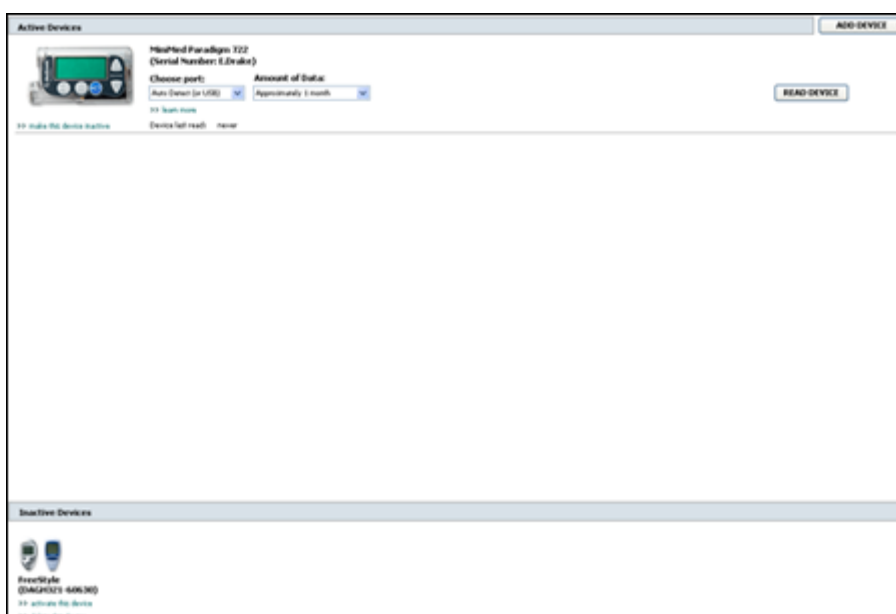 Active Devices
ADD DEVICE
MiniMed Paradigm 722
(Serial Number: E.Drake)
Choose port: Amount of Data:
Auto Detect (or USB) Approximately 1 month
READ DEVICE
>> learn more
>> make this device inactive Device last read: never
Inactive Devices
FreeStyle
>> activate this device